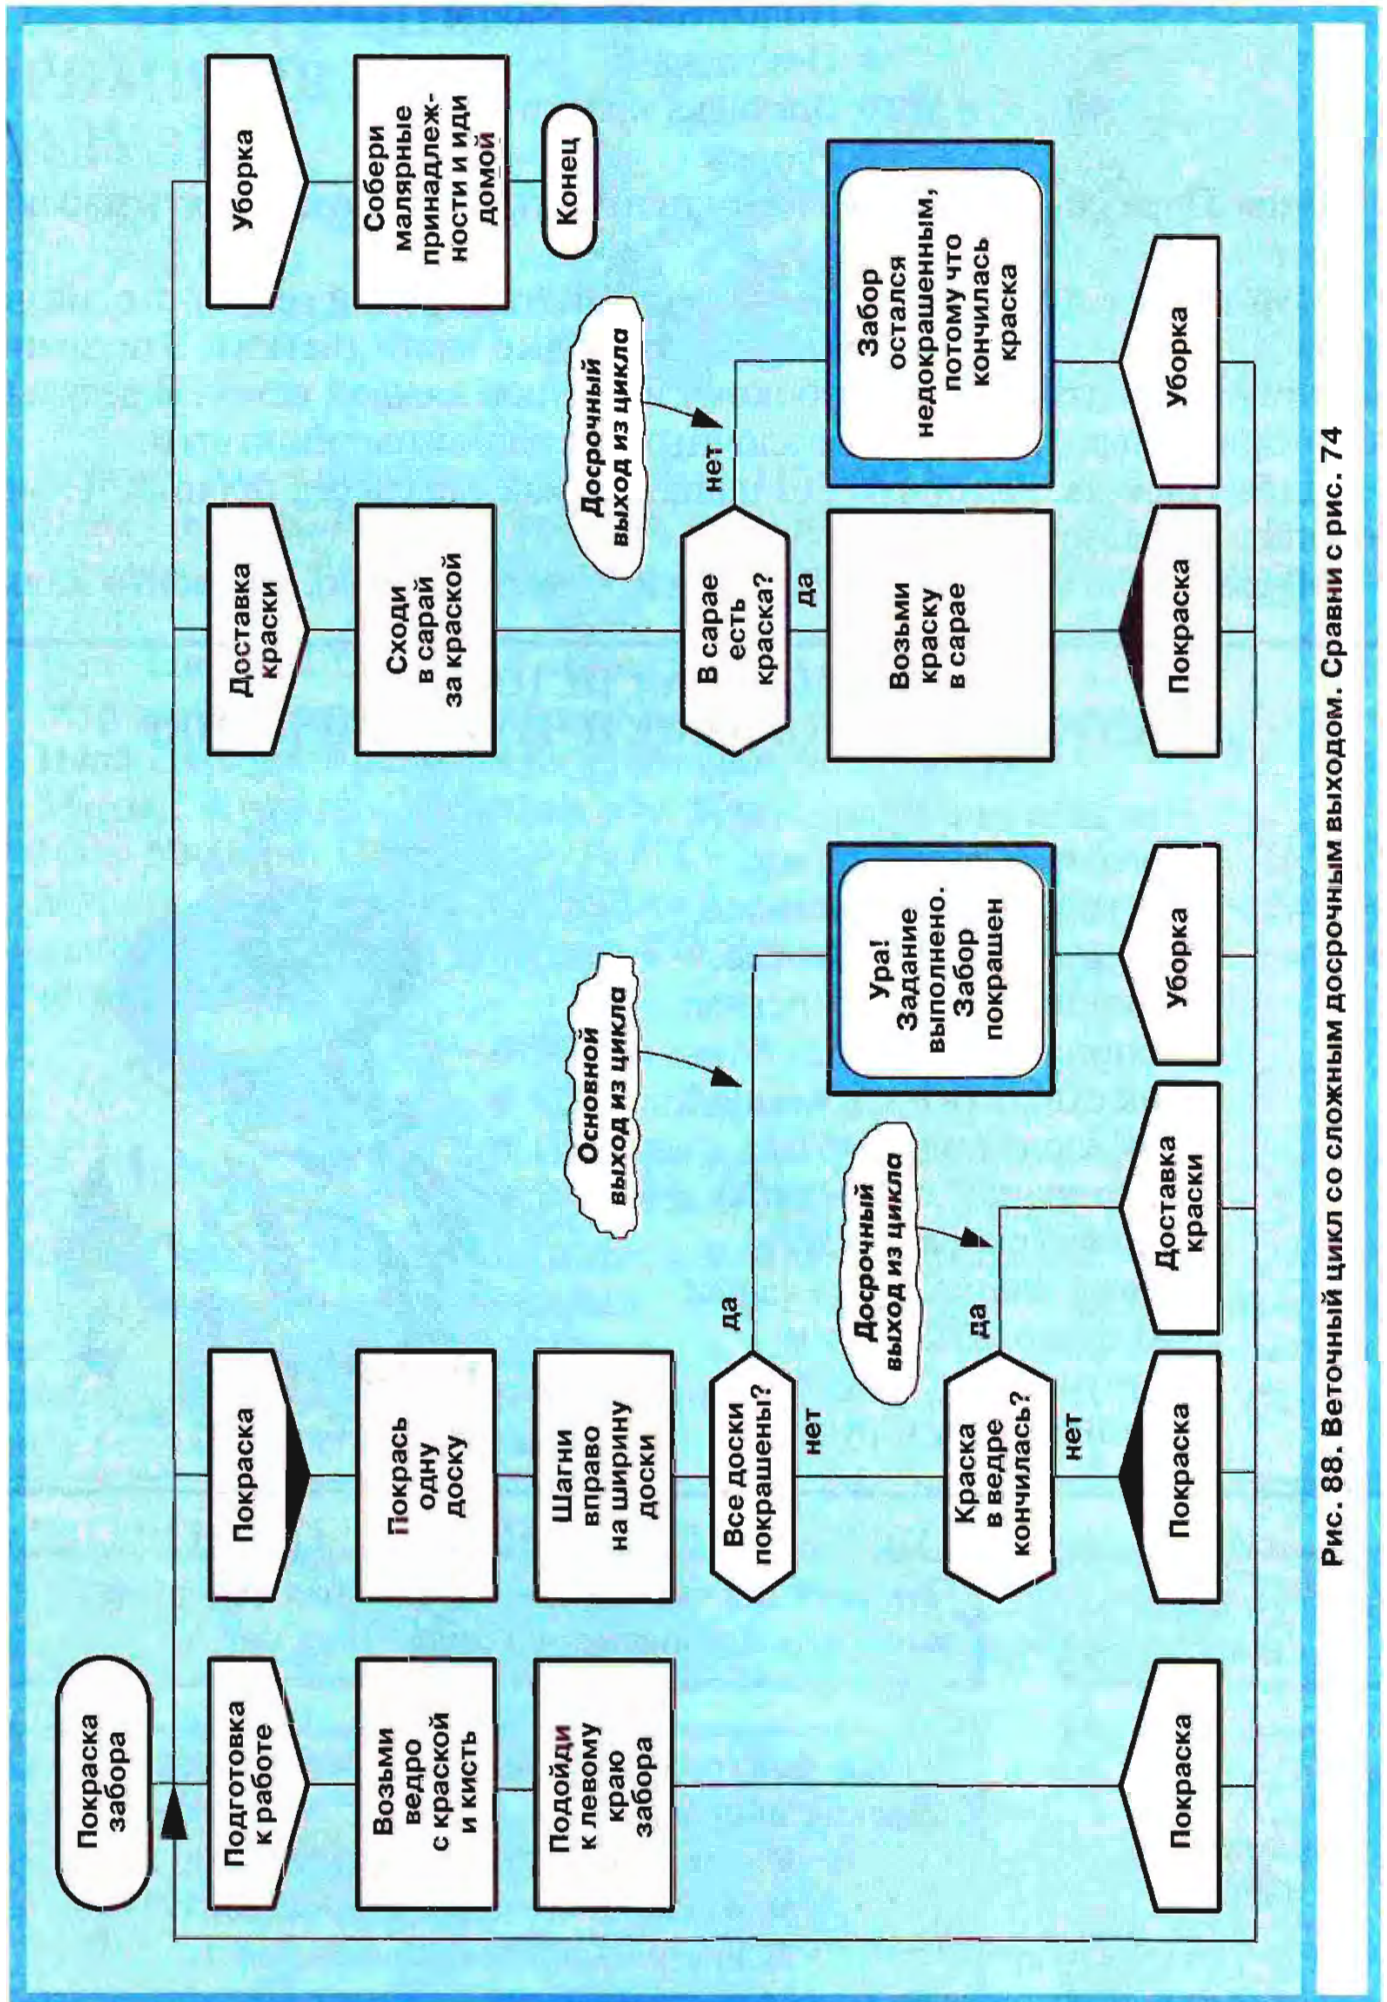 Покраска
забора
Подготовка
к работе
Возьми
ведро
с краской
и кисть
Подойди
к левому
краю
забора
Покраска
Покраска
Покрась
одну
доску
Шагни
вправо
на ширину
доски
Все доски
покрашены?
да
нет
Основной
выход из цикла
Краска
в ведре
кончилась?
да
нет
Досрочный
выход из цикла
Покраска
Доставка
краски
Ура!
Задание
выполнено.
Забор
покрашен
Уборка
Доставка
краски
Сходи
в сарай
за краской
В сарае
есть
краска?
нет
да
Досрочный
выход из цикла
Возьми
краску
в сарае
Покраска
Забор
остался
недокрашенным,
потому что
кончилась
краска
Уборка
Уборка
Собери
малярные
принадлеж-
ности и иди
домой
Конец
Рис. 88. Веточный цикл со сложным досрочным выходом. Сравни с рис. 74